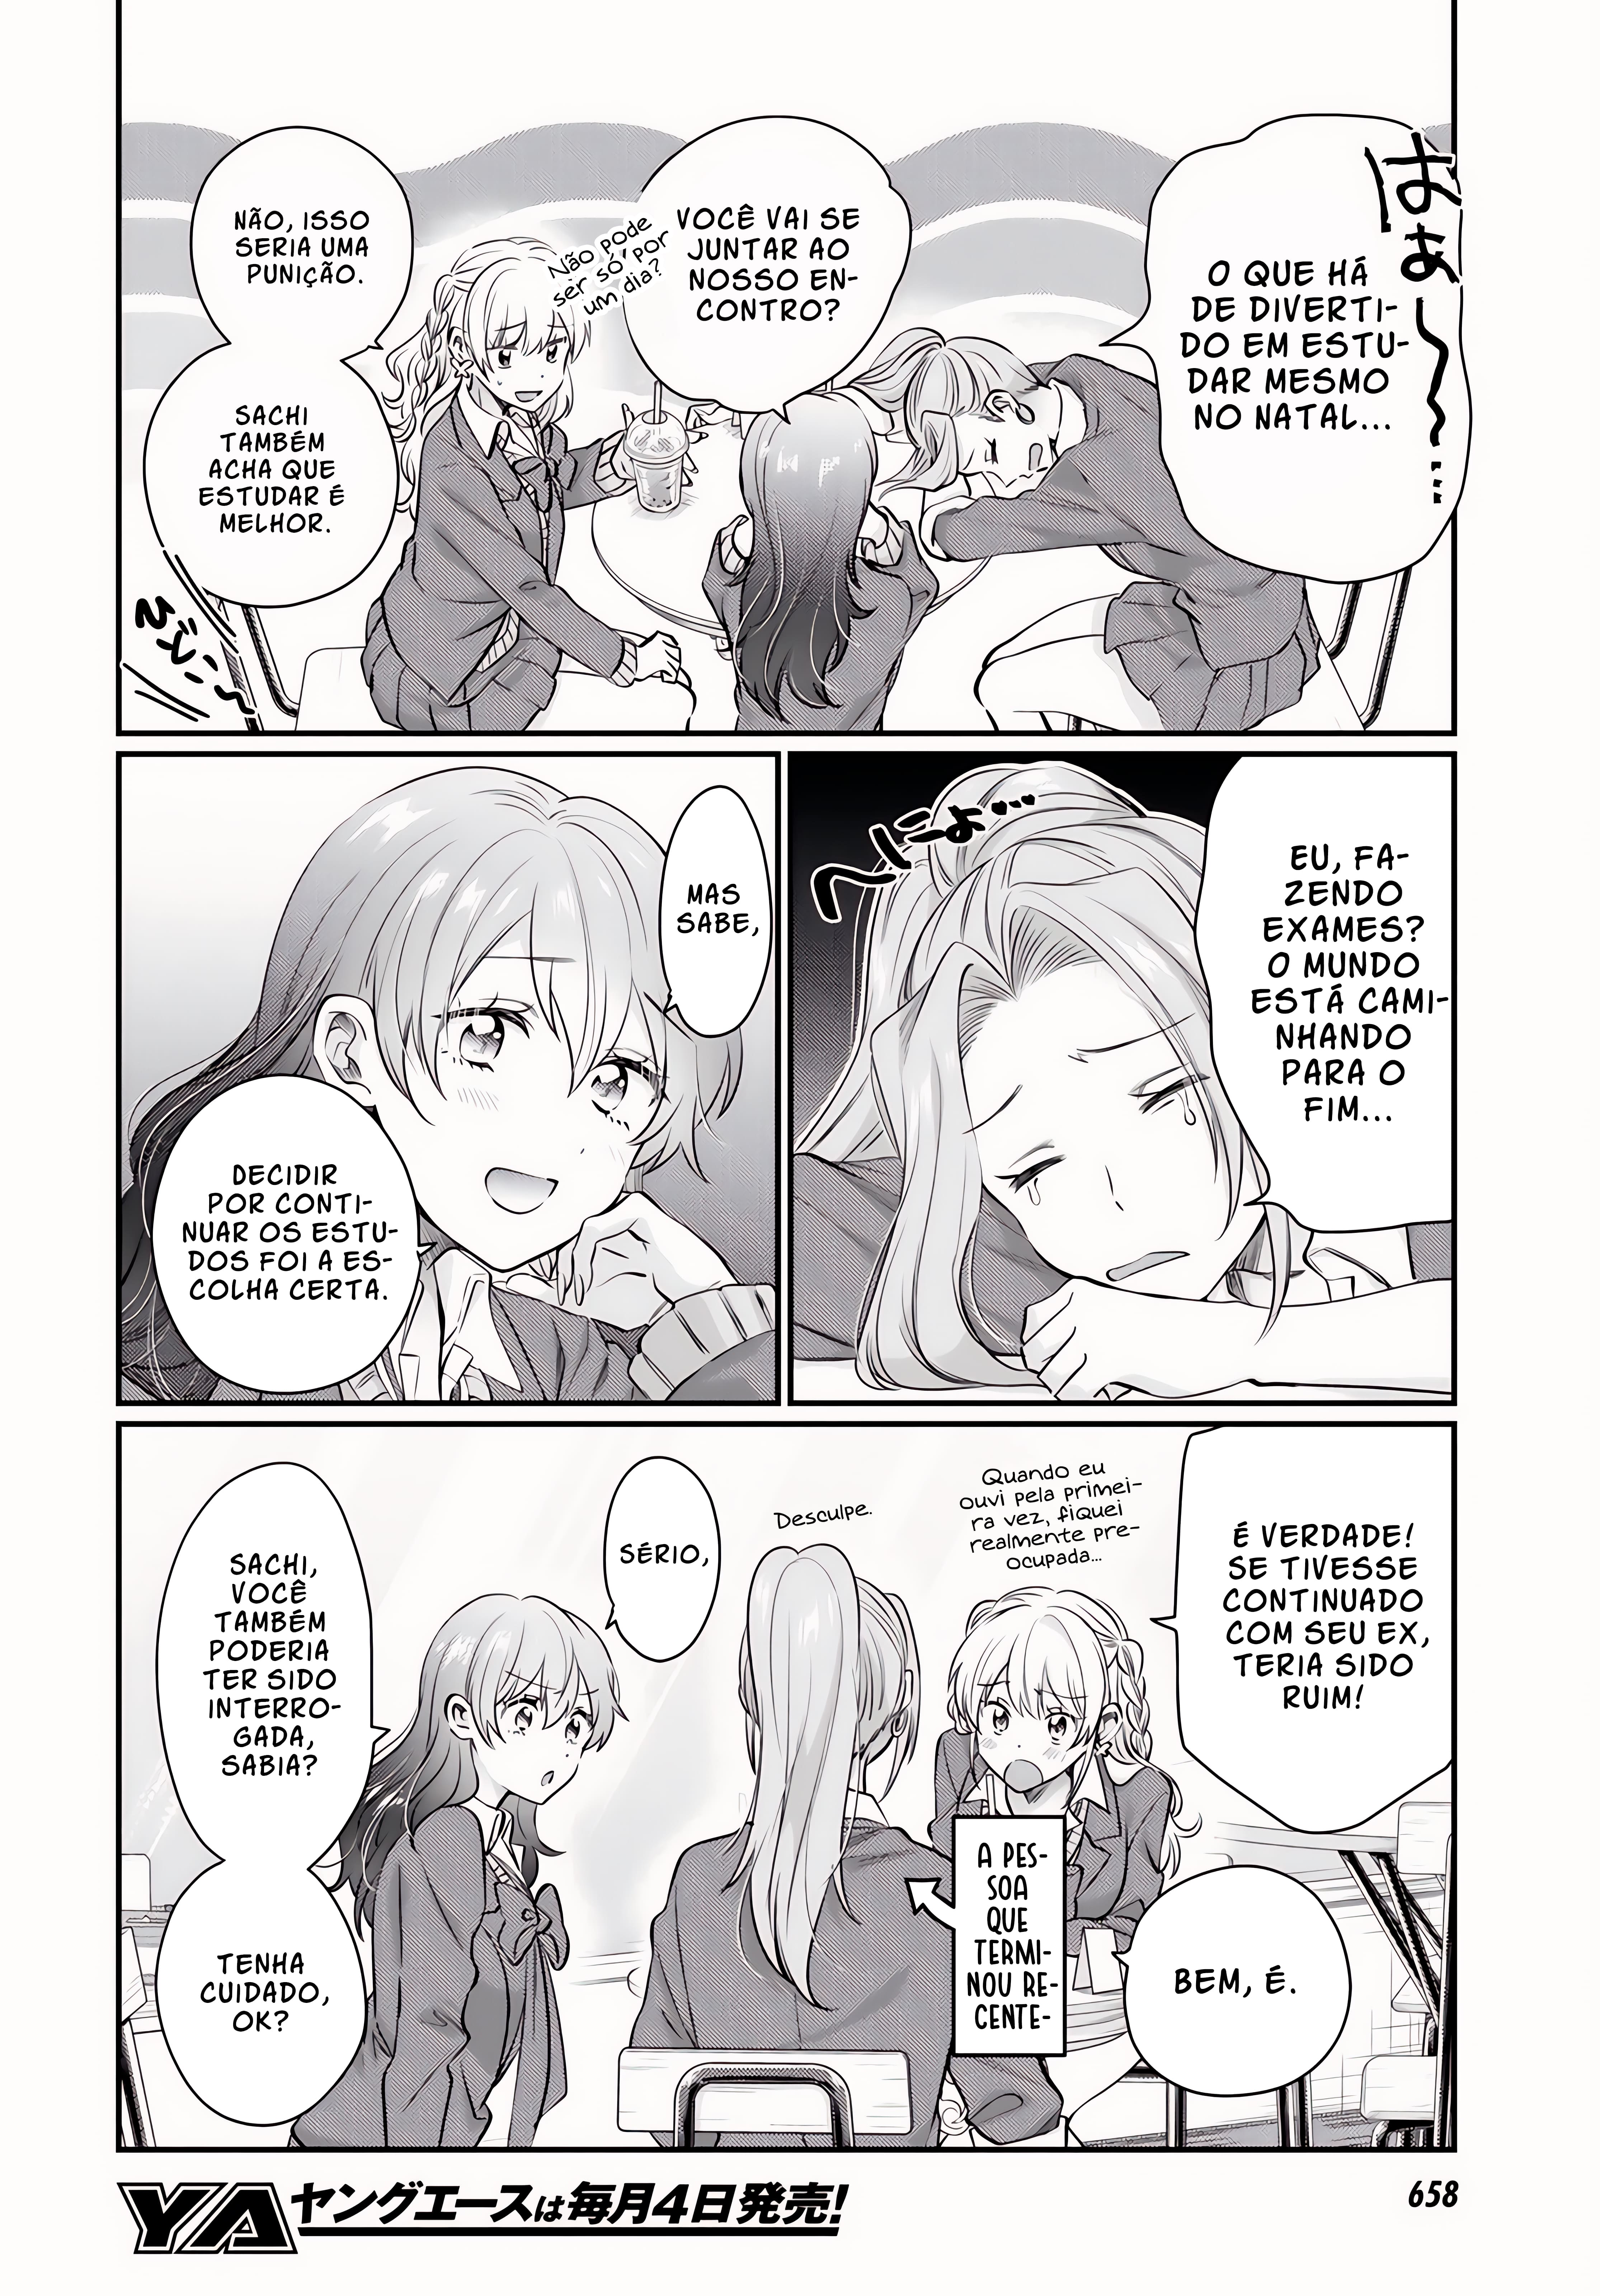 はぁ〜〜…
O QUE HÁ
DE DIVERTI-
DO EM ESTU-
DAR MESMO
NO NATAL...
VOCÊ VAI SE
JUNTAR AO
NOSSO EN-
CONTRO?
Não pode
ser só por
um dia?
NÃO, ISSO
SERIA UMA
PUNIÇÃO.
SACHI
TAMBÉM
ACHA QUE
ESTUDAR É
MELHOR.
ひどーい
EU, FA-
ZENDO
EXAMES?
O MUNDO
ESTÁ CAMI-
NHANDO
PARA O
FIM...
へにょ…
MAS
SABE,
DECIDIR
POR CONTI-
NUAR OS ESTU-
DOS FOI A ES-
COLHA CERTA.
É VERDADE!
SE TIVESSE
CONTINUADO
COM SEU EX,
TERIA SIDO
RUIM!
Quando eu
ouvi pela primei-
ra vez, fiquei
realmente pre-
ocupada...
Desculpe.
BEM, É.
A PES-
SOA
QUE
TERMI-
NOU RE-
CENTE-
SÉRIO,
SACHI,
VOCÊ
TAMBÉM
PODERIA
TER SIDO
INTERRO-
GADA,
SABIA?
TENHA
CUIDADO,
OK?
YA ヤングエースは毎月4日発売!
658